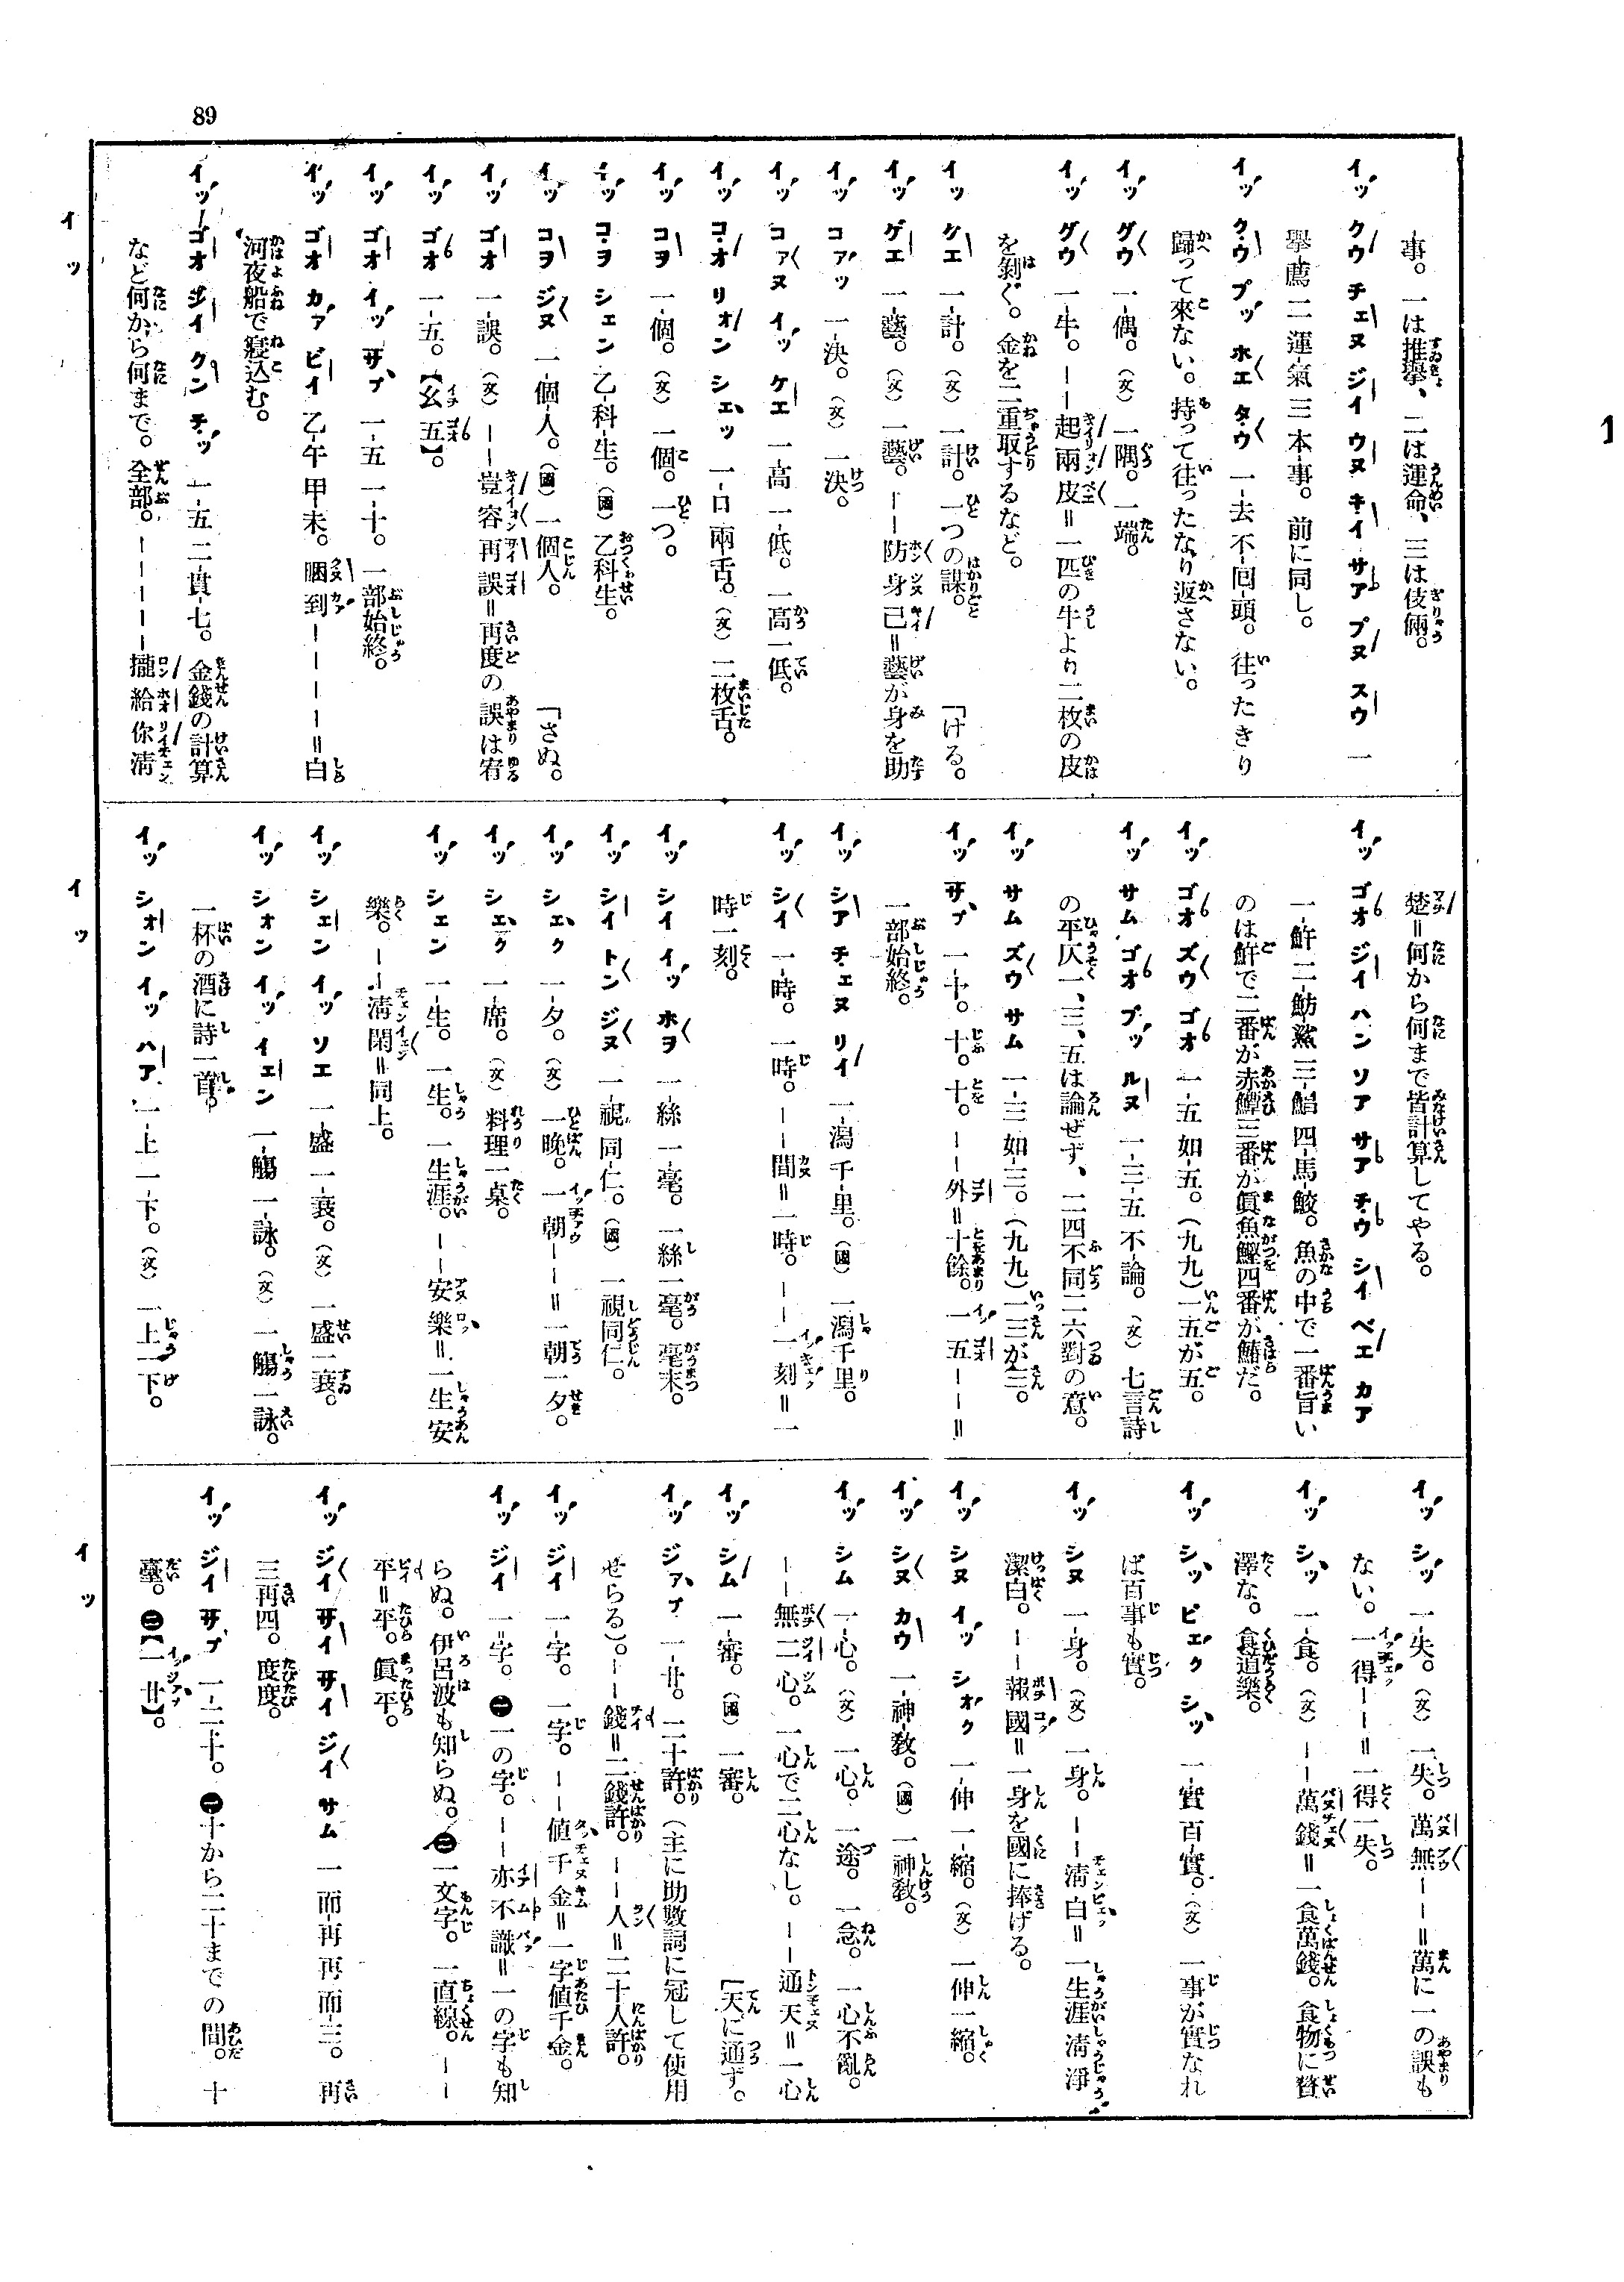 89
事。一は推擧、二は運命、三は伎倆。
イッ クウ チェヌ ジイ ウヌ キイ サア プヌ スウ 一
擧-薦 二 運-氣 三 本-事。前に同し。
イッ クウ プッ ホエ タウ 一-去 不-囘-頭。往ったきり
歸って來ない。持って往ったなり返さない。
イッ グウ 一-偶。(文)一隅。一端。
イッ グウ 一-牛。――起兩皮=一匹の牛より二枚の皮
を剝ぐ。金を二重取するなど。
イッ ケエ 一-計。(文)一計。一つの謀。 「ける。
イッ ゲエ 一-藝。(文)一藝。――防身己=藝が身を助
イッ コァッ 一-決。(文)一決。
イッ コァヌ イッ ケエ 一-高 一-低。一高一低。
イッ コオ リォン シェッ 一-口 兩-舌。(文)二枚舌。
イッ コヲ 一-個。(文)一個。一つ。
イッ コヲ シェン 乙-科-生。(國)乙科生。
イッ コヲ ジヌ 一-個-人。(國)一個人。 「さぬ。
イッ ゴオ 一-誤。(文)――豈容再誤=再度の誤は宥
イッ ゴオ 一-五。【玄五】。
イッ ゴオ イッ ザプ 一-五 一-十。一部始終。
イッ ゴオ カァ ビイ 乙-午 甲-未。睏到――――=白
河夜船で寢込む。
イッ ゴオ ジイ グン チッ 一-五 二-貫-七。金錢の計算
など何から何まで。全部。―――――攏給你淸
楚=何から何まで皆計算してやる。
イッ ゴオ ジイ ハン ソア サア チウ シイ ベエ カア
一-鮓 二-魴-鯊 三-鯧 四-馬-鮫。魚の中で一番旨い
のは鮓で二番が赤鱏三番が眞魚鰹四番が鰆だ。
イッ ゴオ ズウ ゴオ 一-五 如-五。(九九)一五が五。
イッ サム ゴオ プッ ルヌ 一-三-五 不-論。(文)七言詩
の平仄一、三、五は論ぜず、二四不同二六對の意。
イッ サム ズウ サム 一-三 如-三。(九九)一三が三。
イッ ザプ 一-十。十。十。――外=十餘。一五――=
一部始終。
イッ シア チェヌ リイ 一-瀉 千-里。(國)一瀉千里。
イッ シイ 一-時。一時。――間=一時。――一刻=一
時一刻。
イッ シイ イッ ホヲ 一-絲 一-毫。一絲一毫。毫末。
イッ シイ トン ジヌ 一-視 同-仁。(國)一視同仁。
イッ シェク 一-夕。(文)一晚。一朝――=一朝一夕。
イッ シェク 一-席。(文)料理一桌。
イッ シェン 一-生。一生。一生涯。――安樂=一生安
樂。――淸閑=同上。
イッ シェン イッ ソエ 一-盛 一-衰。(文)一盛一衰。
イッ シォン イッ イェン 一-觴 一-詠。(文)一觴一詠。
一杯の酒に詩一首。
イッ シォン イッ ハア 一-上 一-下。(文)一上一下。
イッ シッ 一-失。(文)一失。萬無――=萬に一の誤も
ない。一得――=一得一失。
イッ シッ 一-食。(文)――萬錢=一食萬錢。食物に贅
澤な。食道樂。
イッ シッ ピェク シッ 一-實 百-實。(文)一事が實なれ
ば百事も實。
イッ シヌ 一-身。(文)一身。――淸白=一生涯淸淨
潔白。――報國=一身を國に捧げる。
イッ シヌ イッ シォク 一-伸 一-縮。(文)一伸一縮。
イッ シヌ カウ 一-神-敎。(國)一神敎。
イッ シム 一-心。(文)一心。一途。一念。一心不亂。
――無二心。一心で二心なし。――通天=一心
イッ シム 一-審。(國)一審。 「天に通ず。
イッ ジァプ 一-廿。二十許。(主に助數詞に冠して使用
せらる)。――錢=二錢許。――人=二十人許。
イッ ジイ 一-字。一字。――値千金=一字値千金。
イッ ジイ 一-字。㊀一の字。――亦不識=一の字も知
らぬ。伊呂波も知らぬ。㊁一文字。一直線。――
平=平。眞平。
イッ ジイ ザイ ザイ ジイ サム 一-而-再 再-而-三。再
三再四。度度。
イッ ジイ ザプ 一-二-十。㊀十から二十までの間。十
臺。㊁【一廿】。
イ ッ
イ ッ
イ ッ